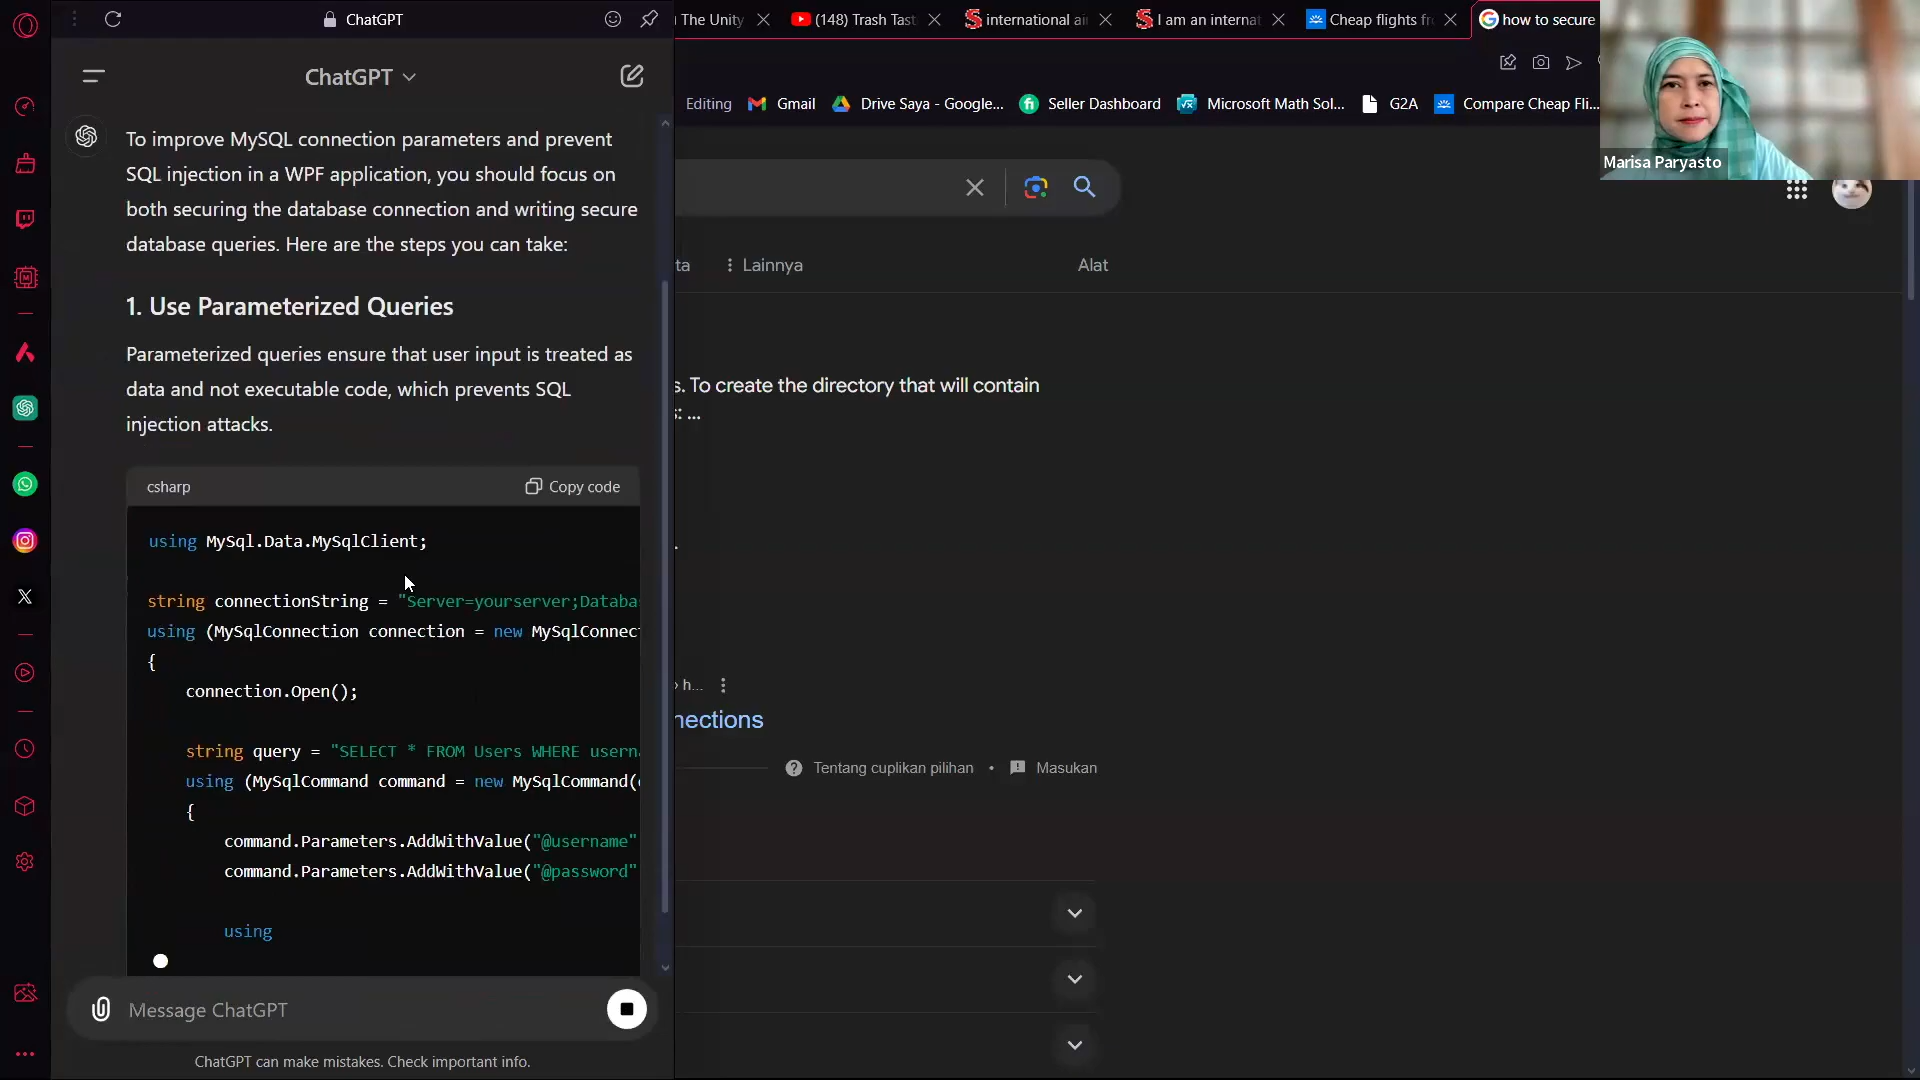 ChatGPT
The Unity
(148) Trash Tast
international ai
I am an internat
Cheap flights fr
how to secure
ChatGPT
Editing
Gmail
Drive Saya - Google...
Seller Dashboard
Microsoft Math Sol...
G2A
Compare Cheap Fli...
Marisa Paryasto
To improve MySQL connection parameters and prevent
SQL injection in a WPF application, you should focus on
both securing the database connection and writing secure
database queries. Here are the steps you can take:
1. Use Parameterized Queries
Parameterized queries ensure that user input is treated as
data and not executable code, which prevents SQL
injection attacks.
csharp
Copy code
using MySql.Data.MySqlClient;
string connectionString = "Server=yourserver;Databa
using (MySqlConnection connection = new MySqlConnect
{
connection.Open();
string query = "SELECT * FROM Users WHERE userna
using (MySqlCommand command = new MySqlCommand(
{
command.Parameters.AddWithValue("@username"
command.Parameters.AddWithValue("@password"
using
Message ChatGPT
ChatGPT can make mistakes. Check important info.
ta
Lainnya
Alat
s. To create the directory that will contain
s: ...
.
› h...
nections
Tentang cuplikan pilihan
•
Masukan